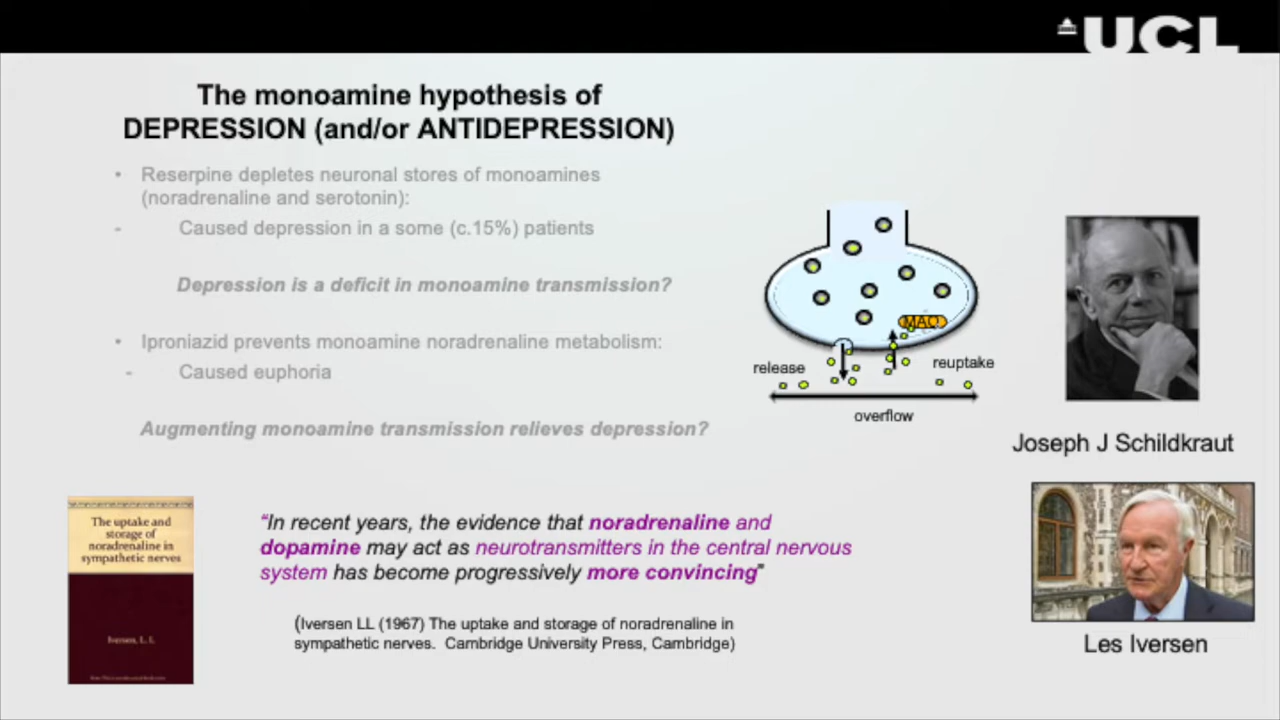 UCL
The monoamine hypothesis of
DEPRESSION (and/or ANTIDEPRESSION)
• Reserpine depletes neuronal stores of monoamines
(noradrenaline and serotonin):
- Caused depression in a some (c.15%) patients
Depression is a deficit in monoamine transmission?
• Iproniazid prevents monoamine noradrenaline metabolism:
- Caused euphoria
Augmenting monoamine transmission relieves depression?
MAO
release
reuptake
overflow
Joseph J Schildkraut
The uptake and
storage of
noradrenaline in
sympathetic nerves
Iversen, L. L.
“In recent years, the evidence that noradrenaline and
dopamine may act as neurotransmitters in the central nervous
system has become progressively more convincing”
(Iversen LL (1967) The uptake and storage of noradrenaline in
sympathetic nerves. Cambridge University Press, Cambridge)
Les Iversen